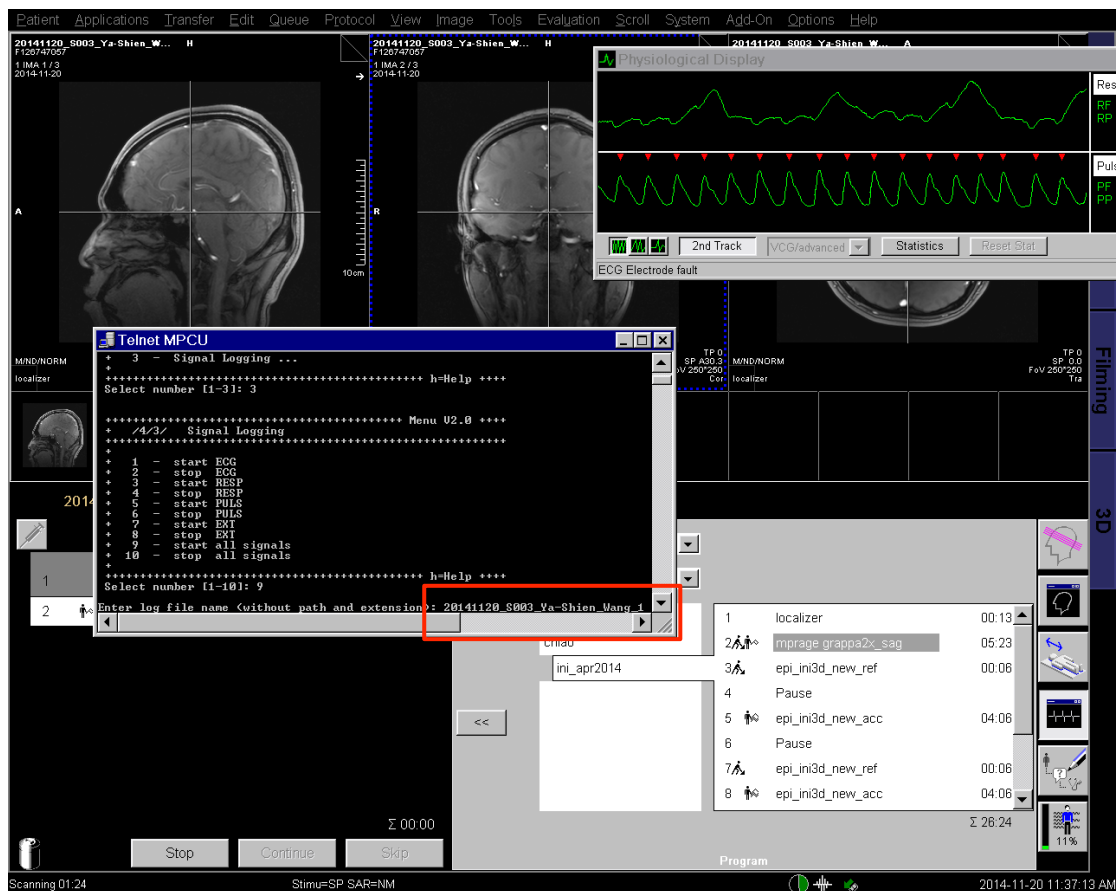 Patient Applications Transfer Edit Queue Protocol View Image Tools Evaluation Scroll System Add-On Options Help
20141120_S003_Ya-Shien_W... H
F126747057
1 IMA 1 / 3
2014-11-20
A
10cm
M/ND/NORM
localizer
20141120_S003_Ya-Shien_W... H
F126747057
1 IMA 2 / 3
2014-11-20
R
TP 0
SP A30.3
FoV 250*250
Cor
20141120_S003_Ya-Shien_W... A
M/ND/NORM
localizer
TP 0
SP 0.0
FoV 250*250
Tra
Physiological Display
Res
RF
RP
Puls
PF
PP
2nd Track VCG/advanced Statistics Reset Stat
ECG Electrode fault
Filming
3D
Telnet MPCU
+ 3 - Signal Logging ...
+
++++++++++++++++++++++++++++++++++++++++++++++ h=Help ++++
Select number [1-3]: 3
++++++++++++++++++++++++++++++++++++++++++++ Menu V2.0 ++++
+ /4/3/ Signal Logging
+++++++++++++++++++++++++++++++++++++++++++++++++++++++++++
+
+ 1 - start ECG
+ 2 - stop ECG
+ 3 - start RESP
+ 4 - stop RESP
+ 5 - start PULS
+ 6 - stop PULS
+ 7 - start EXT
+ 8 - stop EXT
+ 9 - start all signals
+ 10 - stop all signals
+
++++++++++++++++++++++++++++++++++++++++++++++ h=Help ++++
Select number [1-10]: 9
Enter log file name (without path and extension): 20141120_S003_Ya-Shien_Wang_1
2014
1
2
chiao
ini_apr2014
<<
1 localizer 00:13
2 mprage grappa2x_sag 05:23
3 epi_ini3d_new_ref 00:06
4 Pause
5 epi_ini3d_new_acc 04:06
6 Pause
7 epi_ini3d_new_ref 00:06
8 epi_ini3d_new_acc 04:06
Σ 26:24
Σ 00:00
Stop Continue Skip
Program
11%
Scanning 01:24 Stimu=SP SAR=NM 2014-11-20 11:37:13 AM